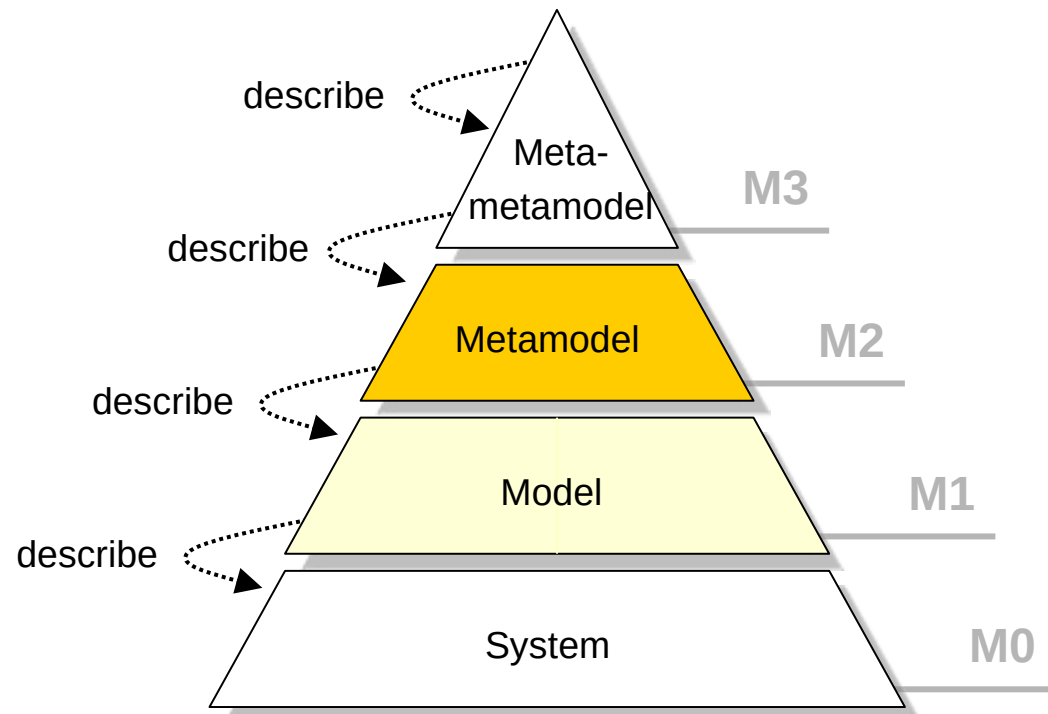 describe
Meta-
metamodel
M3
describe
Metamodel
M2
describe
Model
M1
describe
System
M0